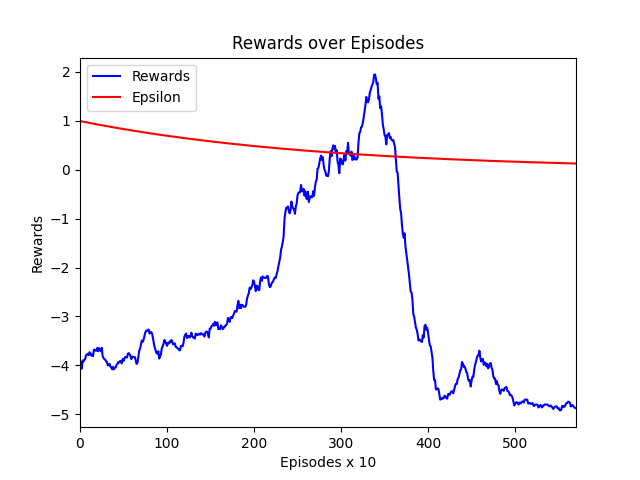 Rewards over Episodes
Rewards
Epsilon
2
1
0
−1
−2
−3
−4
−5
Rewards
0 100 200 300 400 500
Episodes x 10